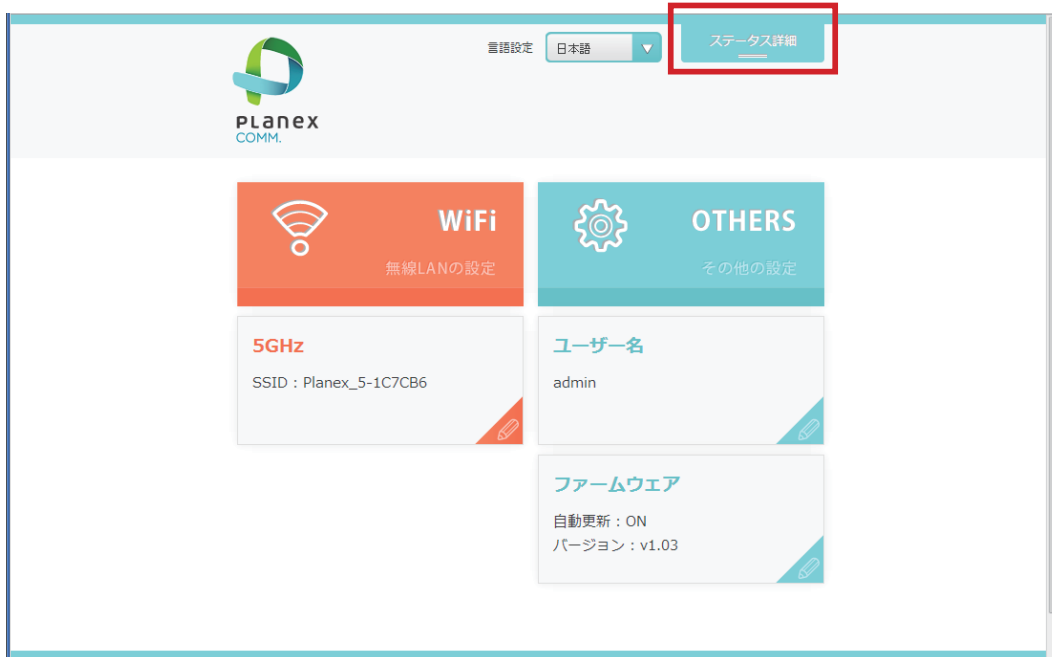 言語設定 日本語 ステータス詳細
PLanex
COMM.
WiFi
無線LANの設定
OTHERS
その他の設定
5GHz
SSID : Planex_5-1C7CB6
ユーザー名
admin
ファームウェア
自動更新 : ON
バージョン : v1.03